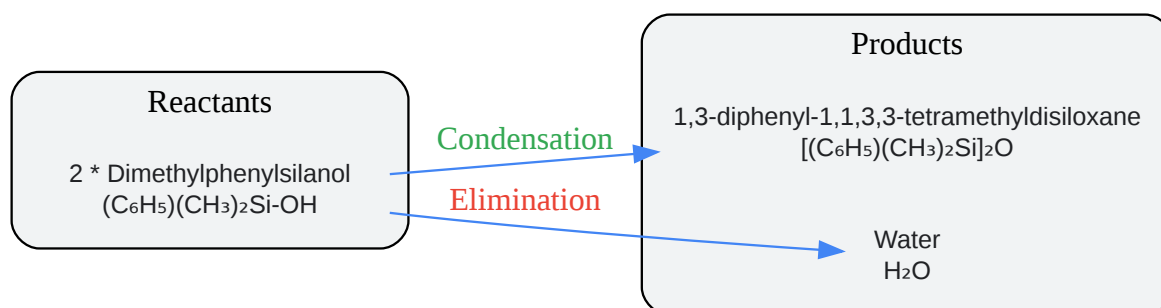 Reactants
2 * Dimethylphenylsilanol
(C₆H₅)(CH₃)₂Si-OH
Condensation
Elimination
Products
1,3-diphenyl-1,1,3,3-tetramethyldisiloxane
[(C₆H₅)(CH₃)₂Si]₂O
Water
H₂O